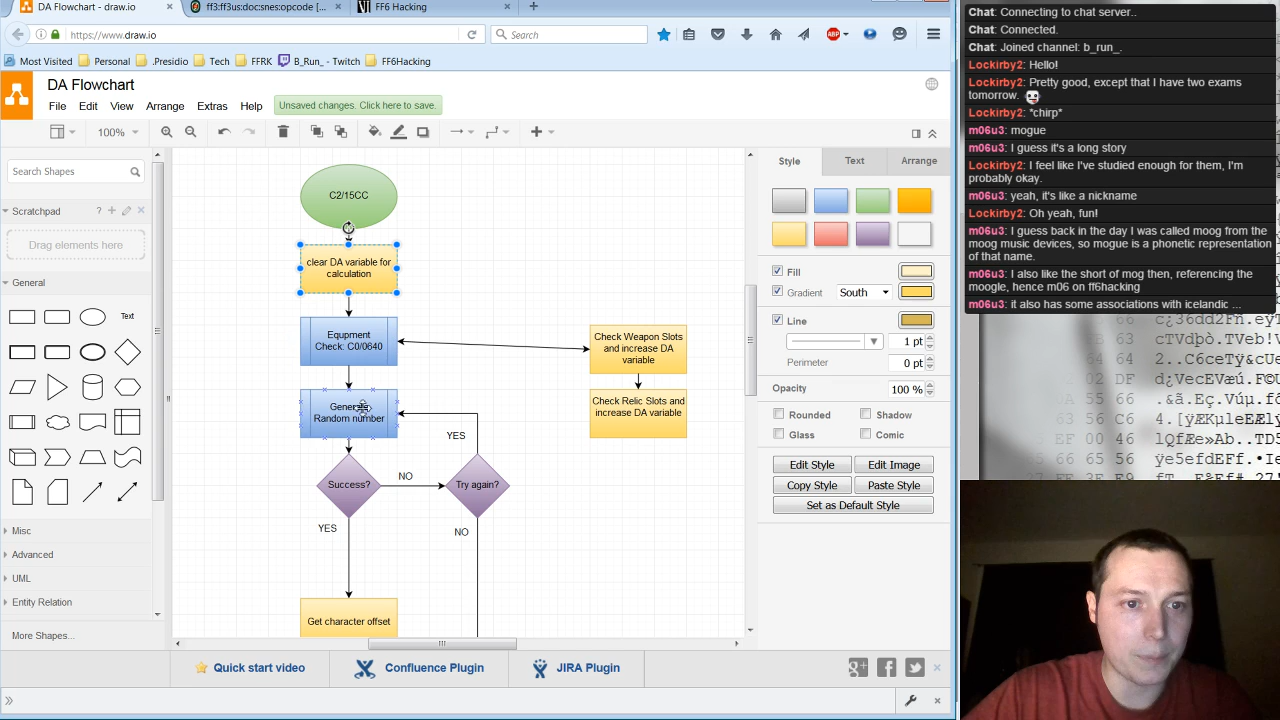 DA Flowchart - draw.io
ff3:ff3us:doc:snes:opcode [...
FF6 Hacking
https://www.draw.io
Search
Most Visited
Personal
.Presidio
Tech
FFRK
B_Run_ - Twitch
FF6Hacking
DA Flowchart
File
Edit
View
Arrange
Extras
Help
Unsaved changes. Click here to save.
100%
Search Shapes
Scratchpad
?
Drag elements here
General
Text
Misc
Advanced
UML
Entity Relation
More Shapes...
C2/15CC
clear DA variable for
calculation
Equpment
Check: C0/0640
Random number
Success?
NO
Try again?
YES
YES
NO
Get character offset
Check Weapon Slots
and increase DA
variable
Check Relic Slots and
increase DA variable
Style
Text
Arrange
Fill
Gradient
South
Line
1 pt
Perimeter
0 pt
Opacity
100 %
Rounded
Shadow
Glass
Comic
Edit Style
Edit Image
Copy Style
Paste Style
Set as Default Style
Quick start video
Confluence Plugin
JIRA Plugin
Chat: Connecting to chat server..
Chat: Connected.
Chat: Joined channel: b_run_.
Lockirby2: Hello!
Lockirby2: Pretty good, except that I have two exams
tomorrow.
Lockirby2: *chirp*
m06u3: mogue
m06u3: I guess it's a long story
Lockirby2: I feel like I've studied enough for them, I'm
probably okay.
m06u3: yeah, it's like a nickname
Lockirby2: Oh yeah, fun!
m06u3: I guess back in the day I was called moog from the
moog music devices, so mogue is a phonetic representation
of that name.
m06u3: I also like the short of mog then, referencing the
moogle, hence m06 on ff6hacking
m06u3: it also has some associations with icelandic ...